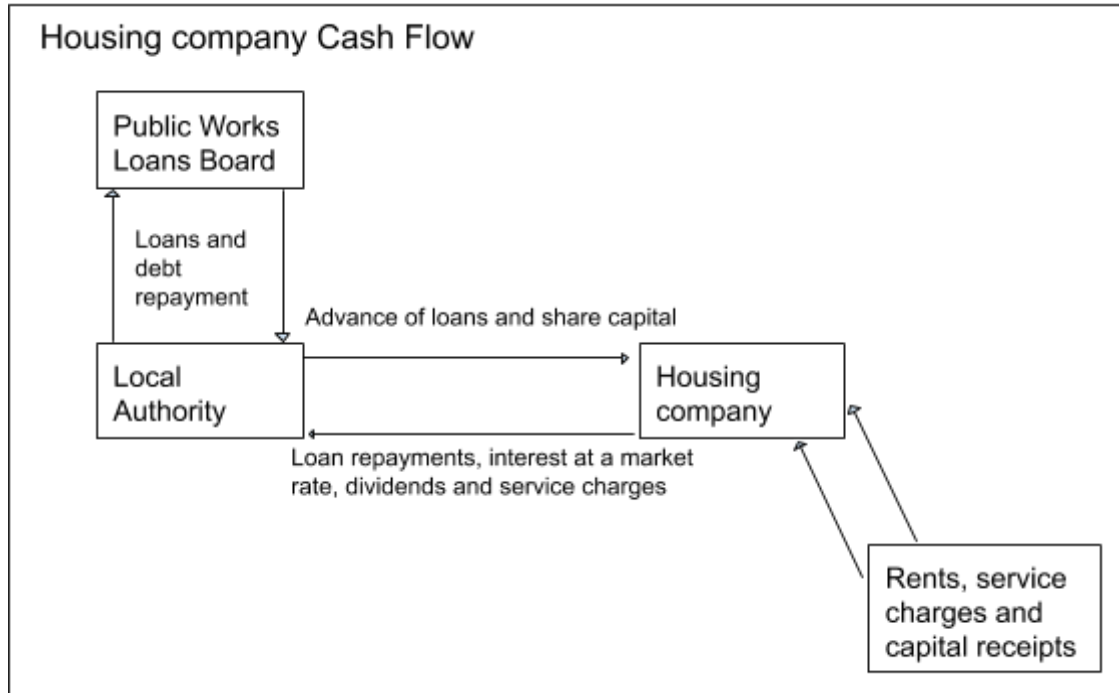 Housing company Cash Flow
Public Works
Loans Board
Loans and
debt
repayment
Advance of loans and share capital
Local
Authority
Housing
company
Loan repayments, interest at a market
rate, dividends and service charges
Rents, service
charges and
capital receipts